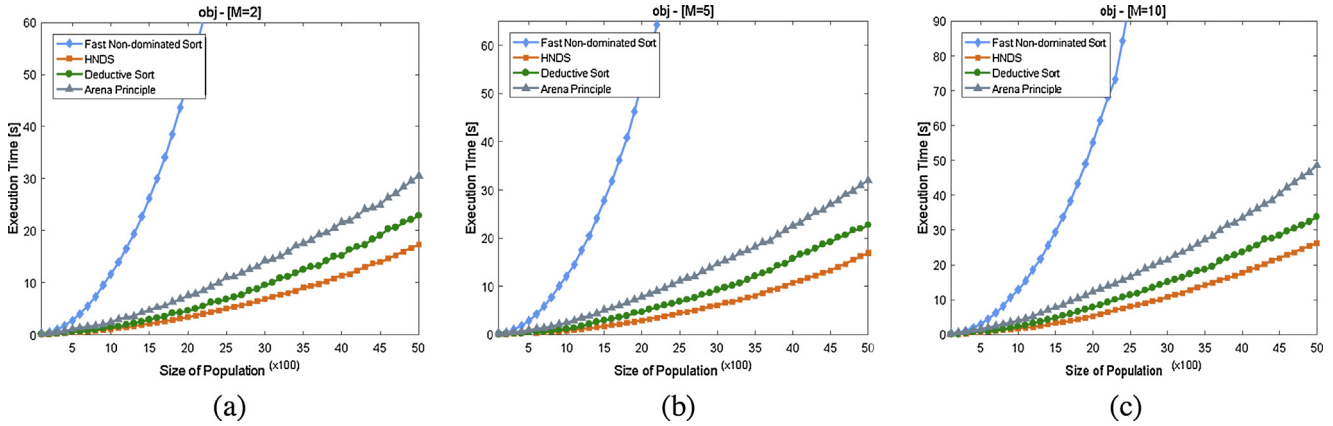 obj - [M=2]
60
50
40
30
20
10
0
5 10 15 20 25 30 35 40 45 50
Execution Time [s]
Size of Population (×100)
Fast Non-dominated Sort
HNDS
Deductive Sort
Arena Principle
(a)
obj - [M=5]
60
50
40
30
20
10
0
5 10 15 20 25 30 35 40 45 50
Execution Time [s]
Size of Population (×100)
Fast Non-dominated Sort
HNDS
Deductive Sort
Arena Principle
(b)
obj - [M=10]
90
80
70
60
50
40
30
20
10
0
5 10 15 20 25 30 35 40 45 50
Execution Time [s]
Size of Population (×100)
Fast Non-dominated Sort
HNDS
Deductive Sort
Arena Principle
(c)